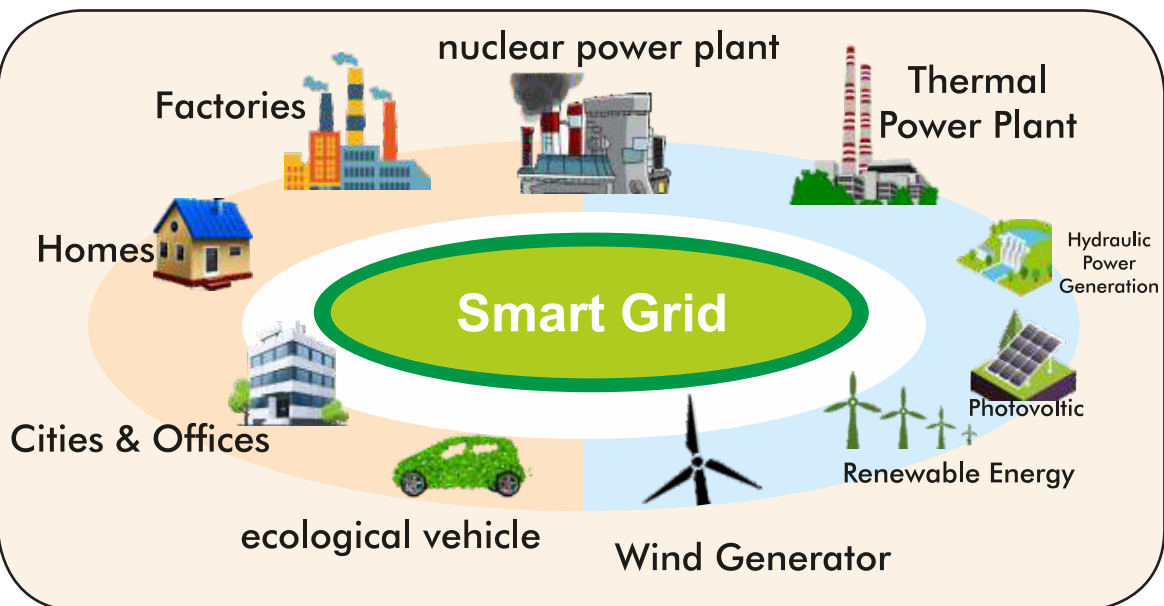 nuclear power plant
Factories
Thermal
Power Plant
Homes
Hydraulic
Power
Generation
Smart Grid
Photovoltic
Cities & Offices
Renewable Energy
ecological vehicle
Wind Generator